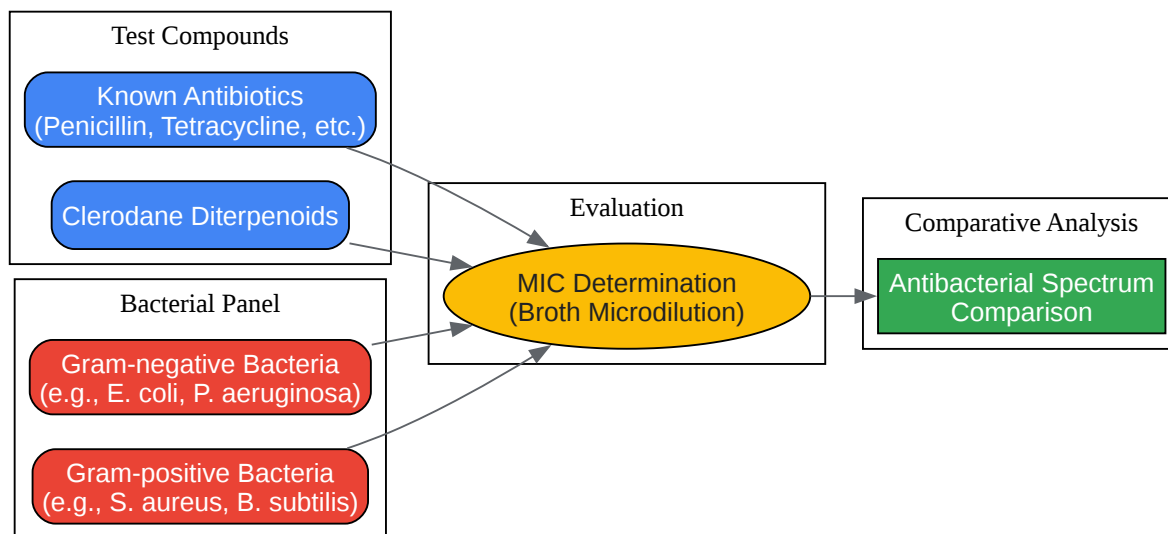 Test Compounds
Known Antibiotics
(Penicillin, Tetracycline, etc.)
Clerodane Diterpenoids
Bacterial Panel
Gram-negative Bacteria
(e.g., E. coli, P. aeruginosa)
Gram-positive Bacteria
(e.g., S. aureus, B. subtilis)
Evaluation
MIC Determination
(Broth Microdilution)
Comparative Analysis
Antibacterial Spectrum
Comparison